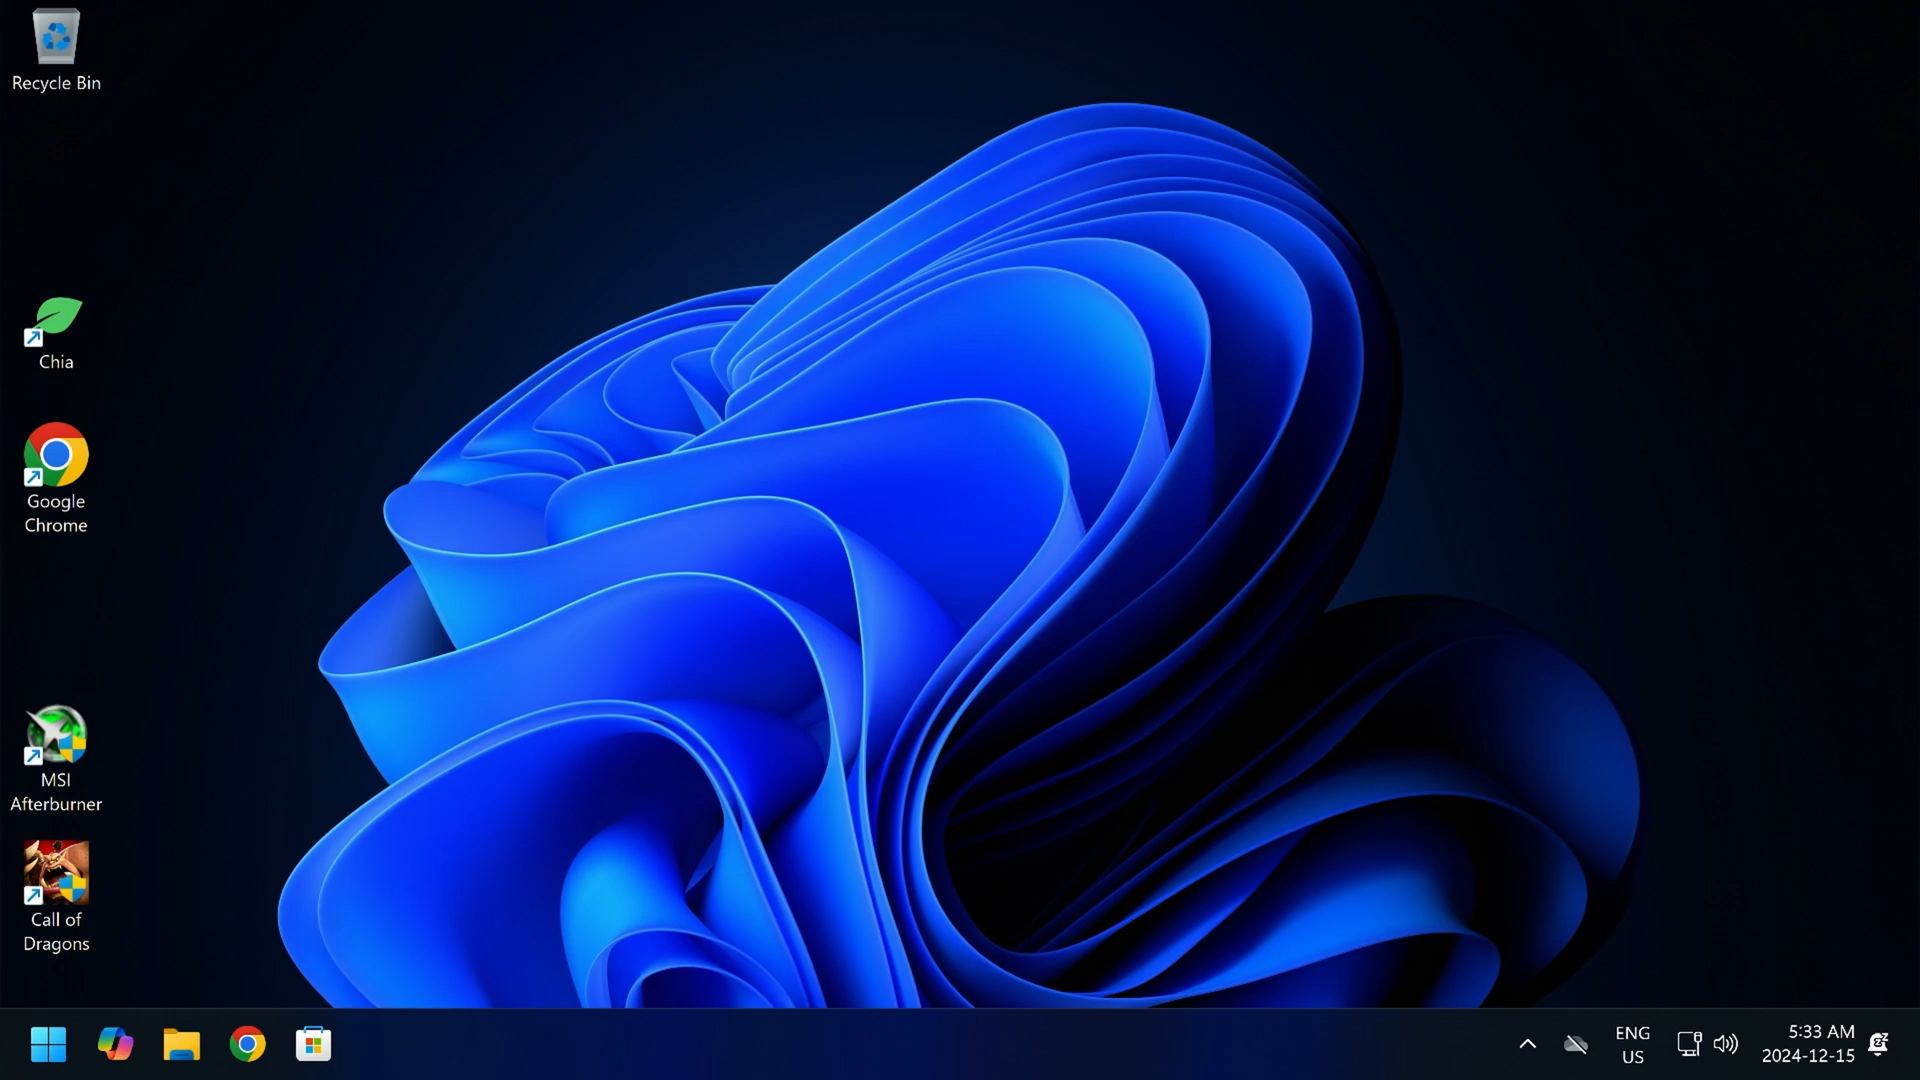 Recycle Bin
Chia
Google
Chrome
MSI
Afterburner
Call of
Dragons
ENG
US
5:33 AM
2024-12-15